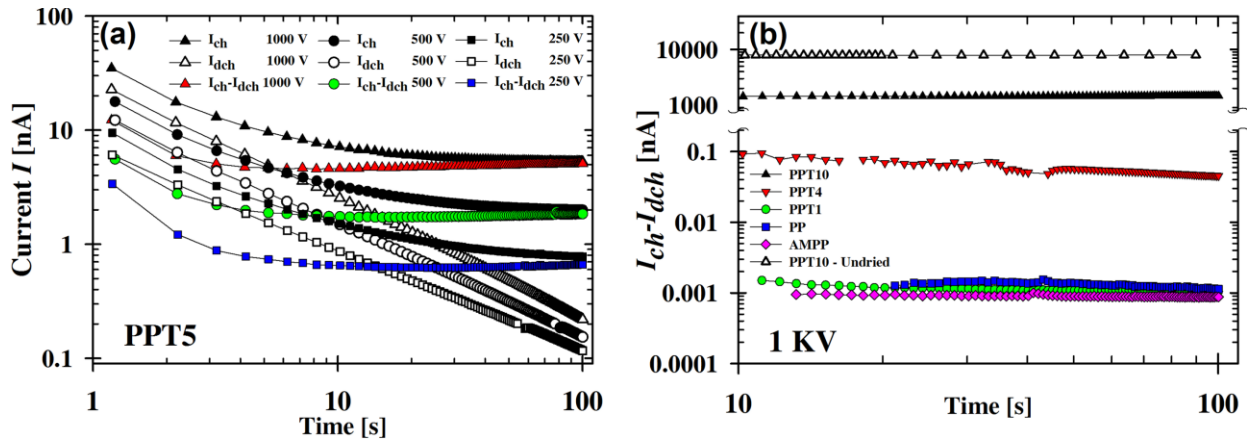 (a)
I_ch 1000 V I_ch 500 V I_ch 250 V
I_dch 1000 V I_dch 500 V I_dch 250 V
I_ch-I_dch 1000 V I_ch-I_dch 500 V I_ch-I_dch 250 V
Current I [nA]
100
10
1
0.1
PPT5
1 10 100
Time [s]
(b)
I_ch-I_dch [nA]
10000
1000
0.1
0.01
0.001
0.0001
PPT10
PPT4
PPT1
PP
AMPP
PPT10 - Undried
1 KV
10 100
Time [s]